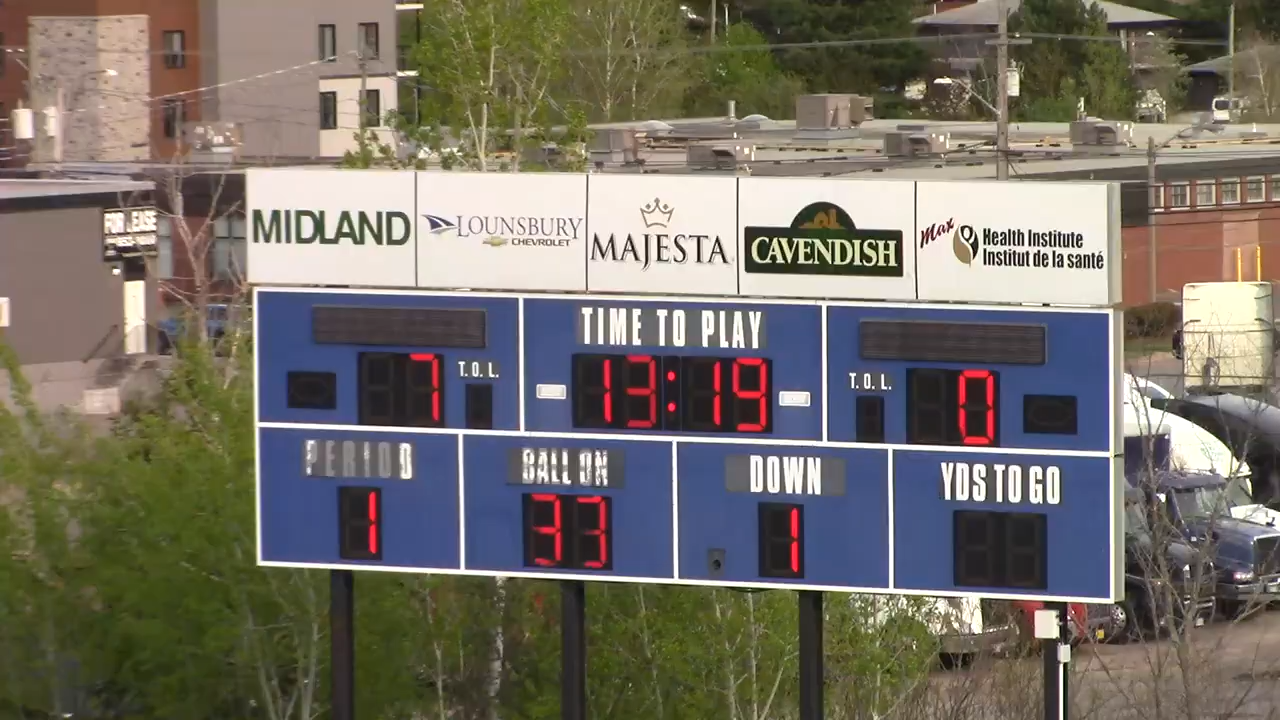 FOR LEASE
MIDLAND
LOUNSBURY
CHEVROLET
MAJESTA
CAVENDISH
Max
Health Institute
Institut de la santé
TIME TO PLAY
7
T.O.L.
13:19
T.O.L.
0
PERIOD
BALL ON
DOWN
YDS TO GO
1
33
1